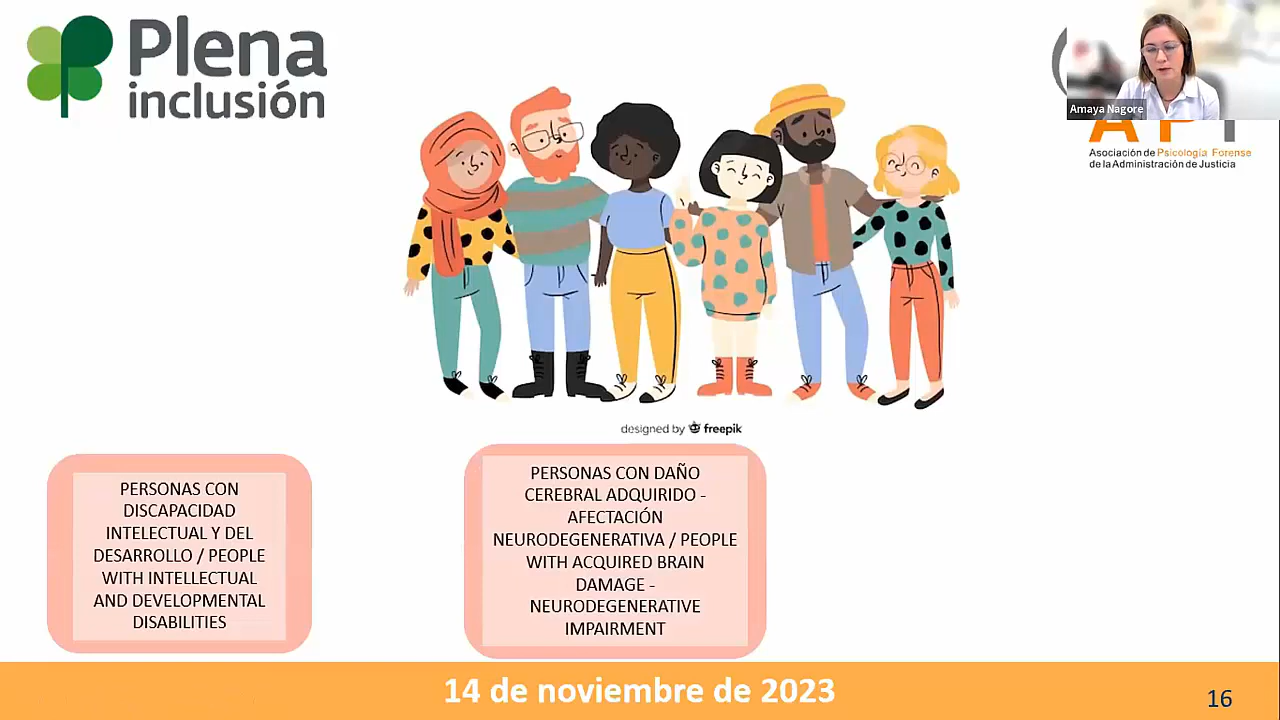 Plena
inclusión
Amaya Nagore
Asociación de Psicología Forense
de la Administración de Justicia
designed by freepik
PERSONAS CON
DISCAPACIDAD
INTELECTUAL Y DEL
DESARROLLO / PEOPLE
WITH INTELLECTUAL
AND DEVELOPMENTAL
DISABILITIES
PERSONAS CON DAÑO
CEREBRAL ADQUIRIDO -
AFECTACIÓN
NEURODEGENERATIVA / PEOPLE
WITH ACQUIRED BRAIN
DAMAGE -
NEURODEGENERATIVE
IMPAIRMENT
14 de noviembre de 2023
16